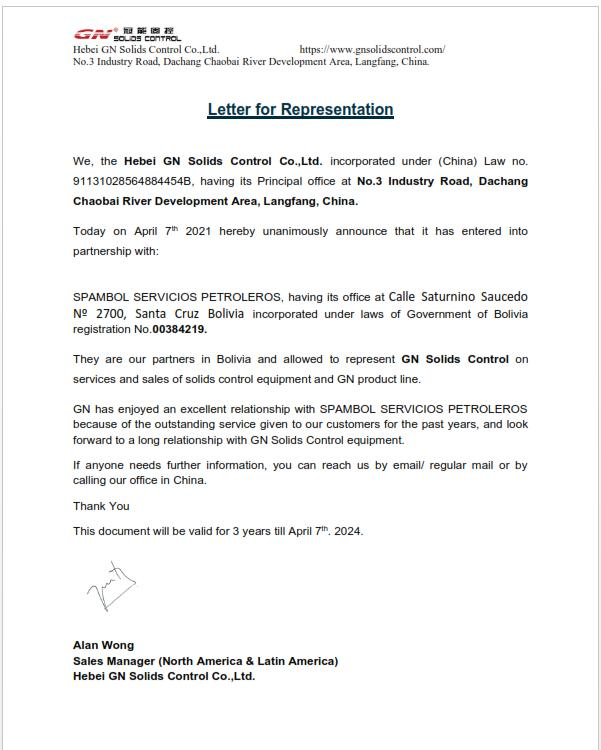 GN® 冠能固控
SOLIDS CONTROL
Hebei GN Solids Control Co.,Ltd. https://www.gnsolidscontrol.com/
No.3 Industry Road, Dachang Chaobai River Development Area, Langfang, China.
Letter for Representation
We, the Hebei GN Solids Control Co.,Ltd. incorporated under (China) Law no.
91131028564884454B, having its Principal office at No.3 Industry Road, Dachang
Chaobai River Development Area, Langfang, China.
Today on April 7th 2021 hereby unanimously announce that it has entered into
partnership with:
SPAMBOL SERVICIOS PETROLEROS, having its office at Calle Saturnino Saucedo
Nº 2700, Santa Cruz Bolivia incorporated under laws of Government of Bolivia
registration No.00384219.
They are our partners in Bolivia and allowed to represent GN Solids Control on
services and sales of solids control equipment and GN product line.
GN has enjoyed an excellent relationship with SPAMBOL SERVICIOS PETROLEROS
because of the outstanding service given to our customers for the past years, and look
forward to a long relationship with GN Solids Control equipment.
If anyone needs further information, you can reach us by email/ regular mail or by
calling our office in China.
Thank You
This document will be valid for 3 years till April 7th. 2024.
Alan Wong
Sales Manager (North America & Latin America)
Hebei GN Solids Control Co.,Ltd.